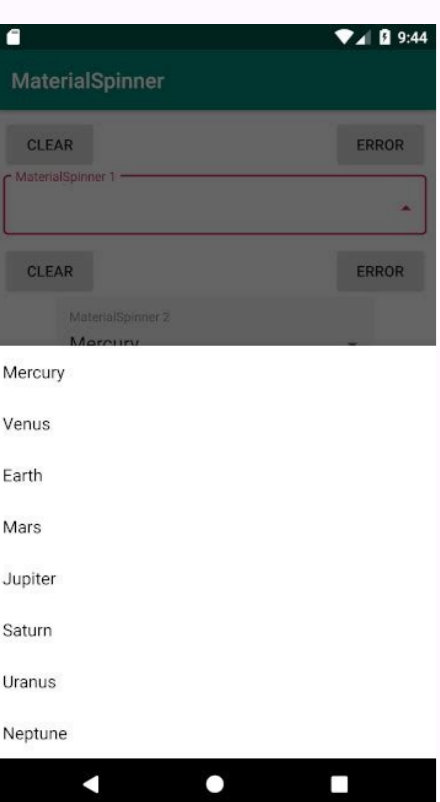 9:44
MaterialSpinner
CLEAR ERROR
MaterialSpinner 1
CLEAR ERROR
MaterialSpinner 2
Mercury
Mercury
Venus
Earth
Mars
Jupiter
Saturn
Uranus
Neptune